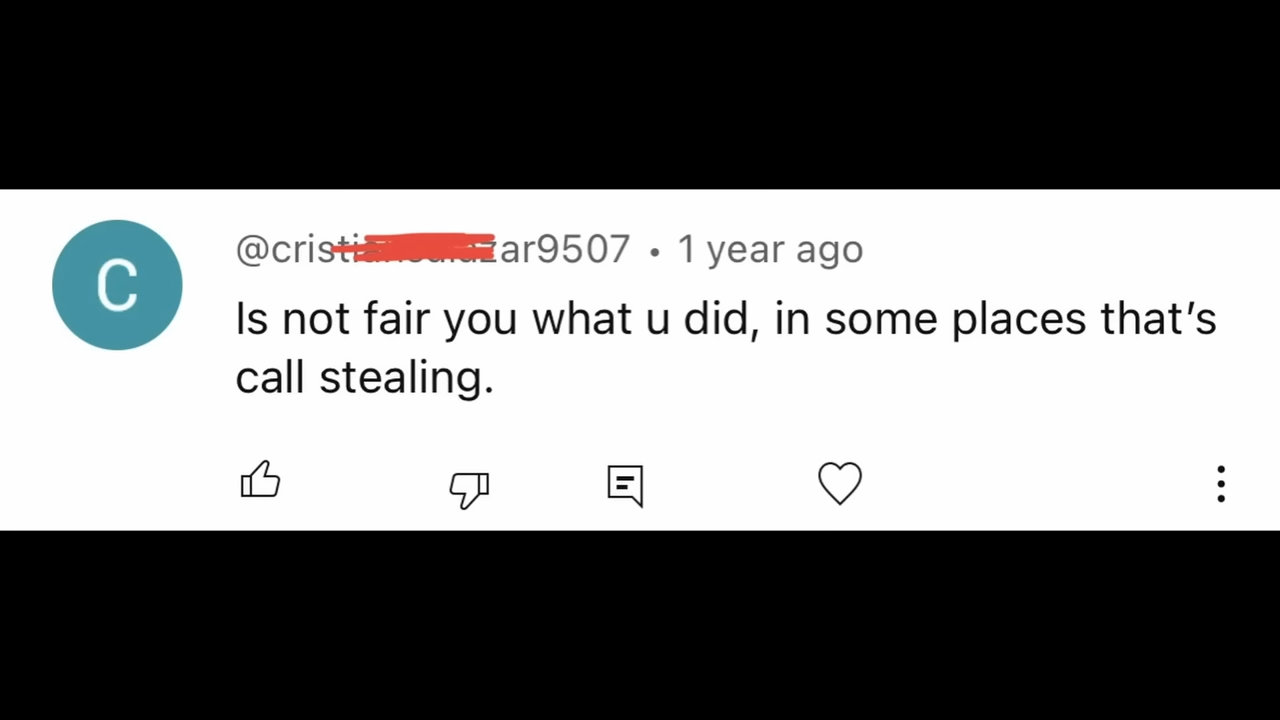 C
@cris ar9507 • 1 year ago
Is not fair you what u did, in some places that’s
call stealing.